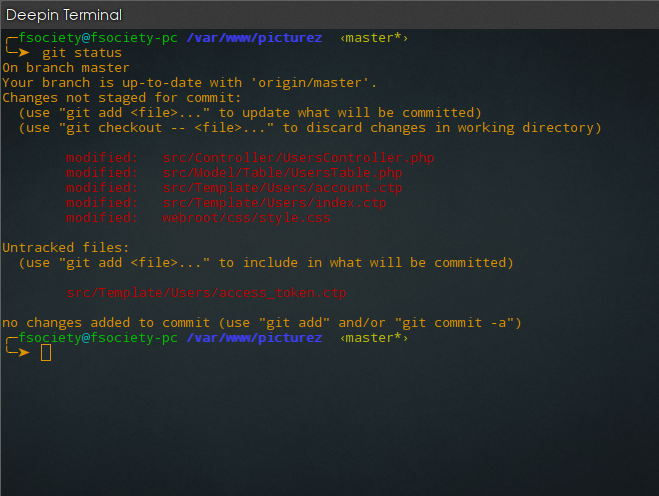 Deepin Terminal
╭─fsociety@fsociety-pc /var/www/picturez ‹master*›
╰─➤ git status
On branch master
Your branch is up-to-date with 'origin/master'.
Changes not staged for commit:
(use "git add <file>..." to update what will be committed)
(use "git checkout -- <file>..." to discard changes in working directory)
modified: src/Controller/UsersController.php
modified: src/Model/Table/UsersTable.php
modified: src/Template/Users/account.ctp
modified: src/Template/Users/index.ctp
modified: webroot/css/style.css
Untracked files:
(use "git add <file>..." to include in what will be committed)
src/Template/Users/access_token.ctp
no changes added to commit (use "git add" and/or "git commit -a")
╭─fsociety@fsociety-pc /var/www/picturez ‹master*›
╰─➤